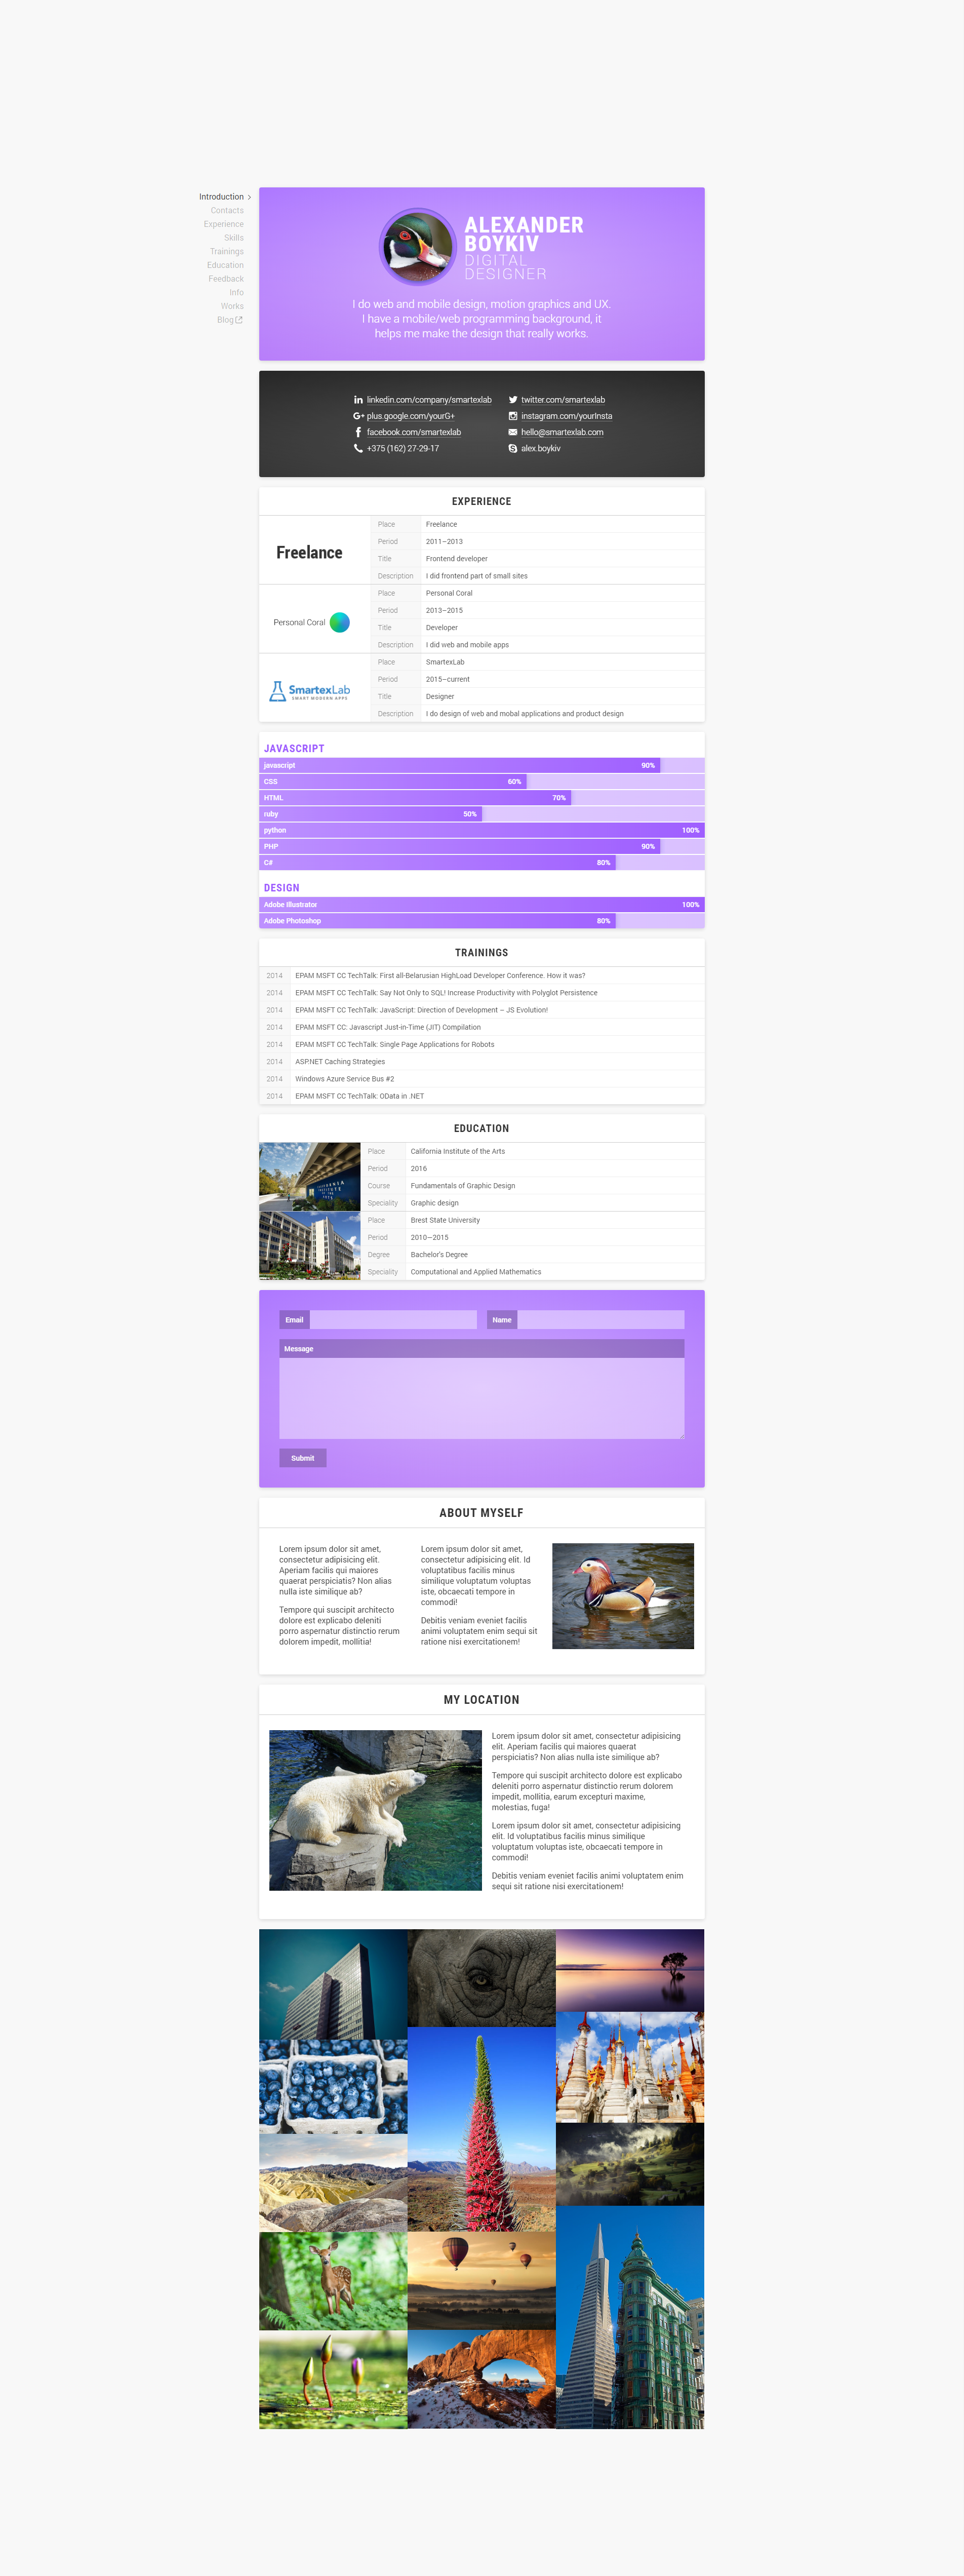 Introduction
Contacts
Experience
Skills
Trainings
Education
Feedback
Info
Works
Blog
ALEXANDER
BOYKIV
DIGITAL
DESIGNER
I do web and mobile design, motion graphics and UX.
I have a mobile/web programming background, it
helps me make the design that really works.
linkedin.com/company/smartexlab
twitter.com/smartexlab
plus.google.com/yourG+
instagram.com/yourInsta
facebook.com/smartexlab
hello@smartexlab.com
+375 (162) 27-29-17
alex.boykiv
EXPERIENCE
Freelance
Place Freelance
Period 2011–2013
Title Frontend developer
Description I did frontend part of small sites
Personal Coral
Place Personal Coral
Period 2013–2015
Title Developer
Description I did web and mobile apps
SmartexLab
SMART MODERN APPS
Place SmartexLab
Period 2015–current
Title Designer
Description I do design of web and mobal applications and product design
JAVASCRIPT
javascript 90%
CSS 60%
HTML 70%
ruby 50%
python 100%
PHP 90%
C# 80%
DESIGN
Adobe Illustrator 100%
Adobe Photoshop 80%
TRAININGS
2014 EPAM MSFT CC TechTalk: First all-Belarusian HighLoad Developer Conference. How it was?
2014 EPAM MSFT CC TechTalk: Say Not Only to SQL! Increase Productivity with Polyglot Persistence
2014 EPAM MSFT CC TechTalk: JavaScript: Direction of Development – JS Evolution!
2014 EPAM MSFT CC: Javascript Just-in-Time (JIT) Compilation
2014 EPAM MSFT CC TechTalk: Single Page Applications for Robots
2014 ASP.NET Caching Strategies
2014 Windows Azure Service Bus #2
2014 EPAM MSFT CC TechTalk: OData in .NET
EDUCATION
CALIFORNIA
INSTITUTE
OF THE
ARTS
Place California Institute of the Arts
Period 2016
Course Fundamentals of Graphic Design
Speciality Graphic design
Place Brest State University
Period 2010—2015
Degree Bachelor's Degree
Speciality Computational and Applied Mathematics
Email
Name
Message
Submit
ABOUT MYSELF
Lorem ipsum dolor sit amet,
consectetur adipisicing elit.
Aperiam facilis qui maiores
quaerat perspiciatis? Non alias
nulla iste similique ab?
Tempore qui suscipit architecto
dolore est explicabo deleniti
porro aspernatur distinctio rerum
dolorem impedit, mollitia!
Lorem ipsum dolor sit amet,
consectetur adipisicing elit. Id
voluptatibus facilis minus
similique voluptatum voluptas
iste, obcaecati tempore in
commodi!
Debitis veniam eveniet facilis
animi voluptatem enim sequi sit
ratione nisi exercitationem!
MY LOCATION
Lorem ipsum dolor sit amet, consectetur adipisicing
elit. Aperiam facilis qui maiores quaerat
perspiciatis? Non alias nulla iste similique ab?
Tempore qui suscipit architecto dolore est explicabo
deleniti porro aspernatur distinctio rerum dolorem
impedit, mollitia, earum excepturi maxime,
molestias, fuga!
Lorem ipsum dolor sit amet, consectetur adipisicing
elit. Id voluptatibus facilis minus similique
voluptatum voluptas iste, obcaecati tempore in
commodi!
Debitis veniam eveniet facilis animi voluptatem enim
sequi sit ratione nisi exercitationem!